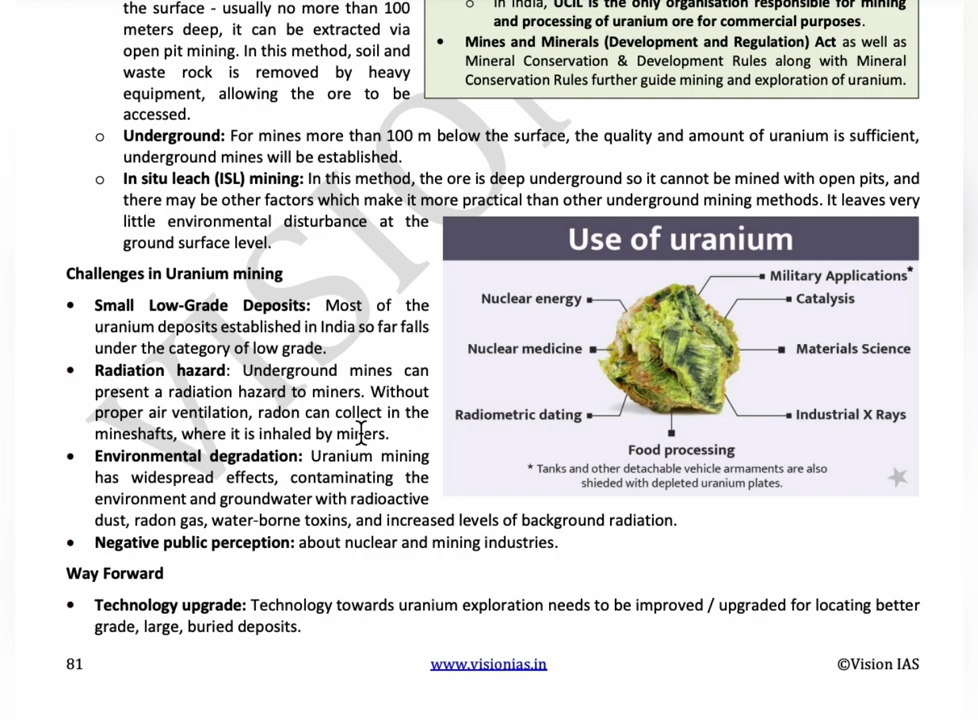 the surface - usually no more than 100
meters deep, it can be extracted via
open pit mining. In this method, soil and
waste rock is removed by heavy
equipment, allowing the ore to be
accessed.
o In India, UCIL is the only organisation responsible for mining
and processing of uranium ore for commercial purposes.
• Mines and Minerals (Development and Regulation) Act as well as
Mineral Conservation & Development Rules along with Mineral
Conservation Rules further guide mining and exploration of uranium.
o Underground: For mines more than 100 m below the surface, the quality and amount of uranium is sufficient,
underground mines will be established.
o In situ leach (ISL) mining: In this method, the ore is deep underground so it cannot be mined with open pits, and
there may be other factors which make it more practical than other underground mining methods. It leaves very
little environmental disturbance at the
ground surface level.
Challenges in Uranium mining
• Small Low-Grade Deposits: Most of the
uranium deposits established in India so far falls
under the category of low grade.
• Radiation hazard: Underground mines can
present a radiation hazard to miners. Without
proper air ventilation, radon can collect in the
mineshafts, where it is inhaled by miners.
• Environmental degradation: Uranium mining
has widespread effects, contaminating the
environment and groundwater with radioactive
dust, radon gas, water-borne toxins, and increased levels of background radiation.
• Negative public perception: about nuclear and mining industries.
Use of uranium
Military Applications*
Nuclear energy
Catalysis
Nuclear medicine
Materials Science
Radiometric dating
Industrial X Rays
Food processing
* Tanks and other detachable vehicle armaments are also
shieded with depleted uranium plates.
Way Forward
• Technology upgrade: Technology towards uranium exploration needs to be improved / upgraded for locating better
grade, large, buried deposits.
81
www.visionias.in
©Vision IAS
VISION